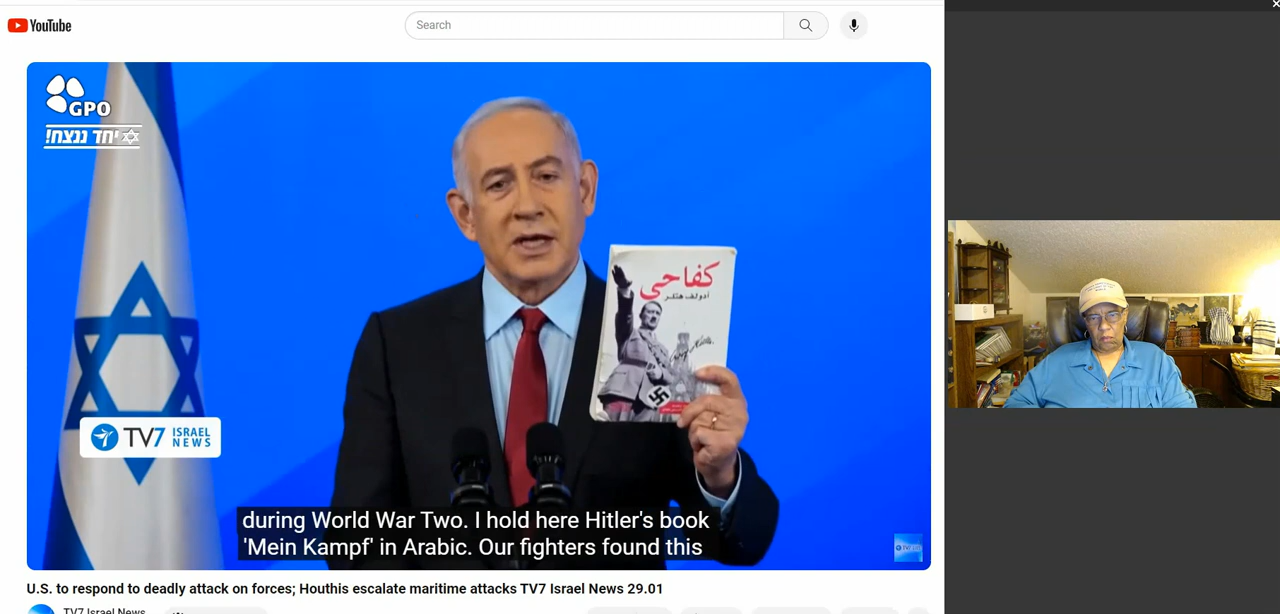 YouTube
Search
GPO
יחד ננצח!
كفاحي
أدولف هتلر
TV7 ISRAEL
NEWS
during World War Two. I hold here Hitler's book
'Mein Kampf' in Arabic. Our fighters found this
U.S. to respond to deadly attack on forces; Houthis escalate maritime attacks TV7 Israel News 29.01
TV7 Israel News